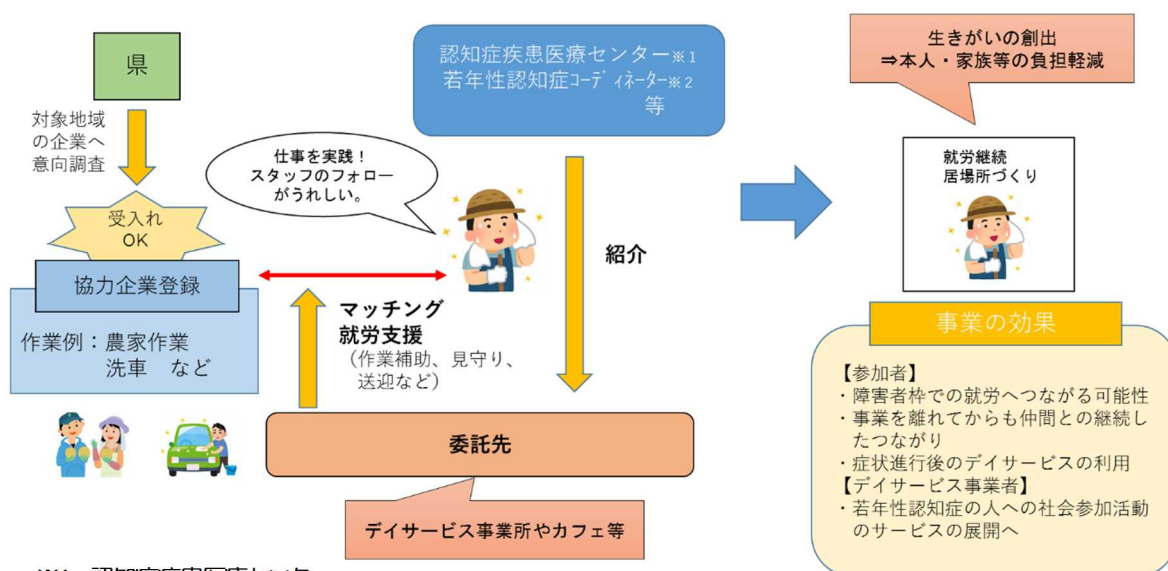 県
対象地域
の企業へ
意向調査
受入れ
OK
協力企業登録
作業例：農家作業
洗車　など
認知症疾患医療センター※1
若年性認知症コーディネーター※2
等
仕事を実践！
スタッフのフォロー
がうれしい。
マッチング
就労支援
（作業補助、見守り、
送迎など）
紹介
委託先
デイサービス事業所やカフェ等
生きがいの創出
⇒本人・家族等の負担軽減
就労継続
居場所づくり
事業の効果
【参加者】
・障害者枠での就労へつながる可能性
・事業を離れてからも仲間との継続し
たつながり
・症状進行後のデイサービスの利用
【デイサービス事業者】
・若年性認知症の人への社会参加活動
のサービスの展開へ